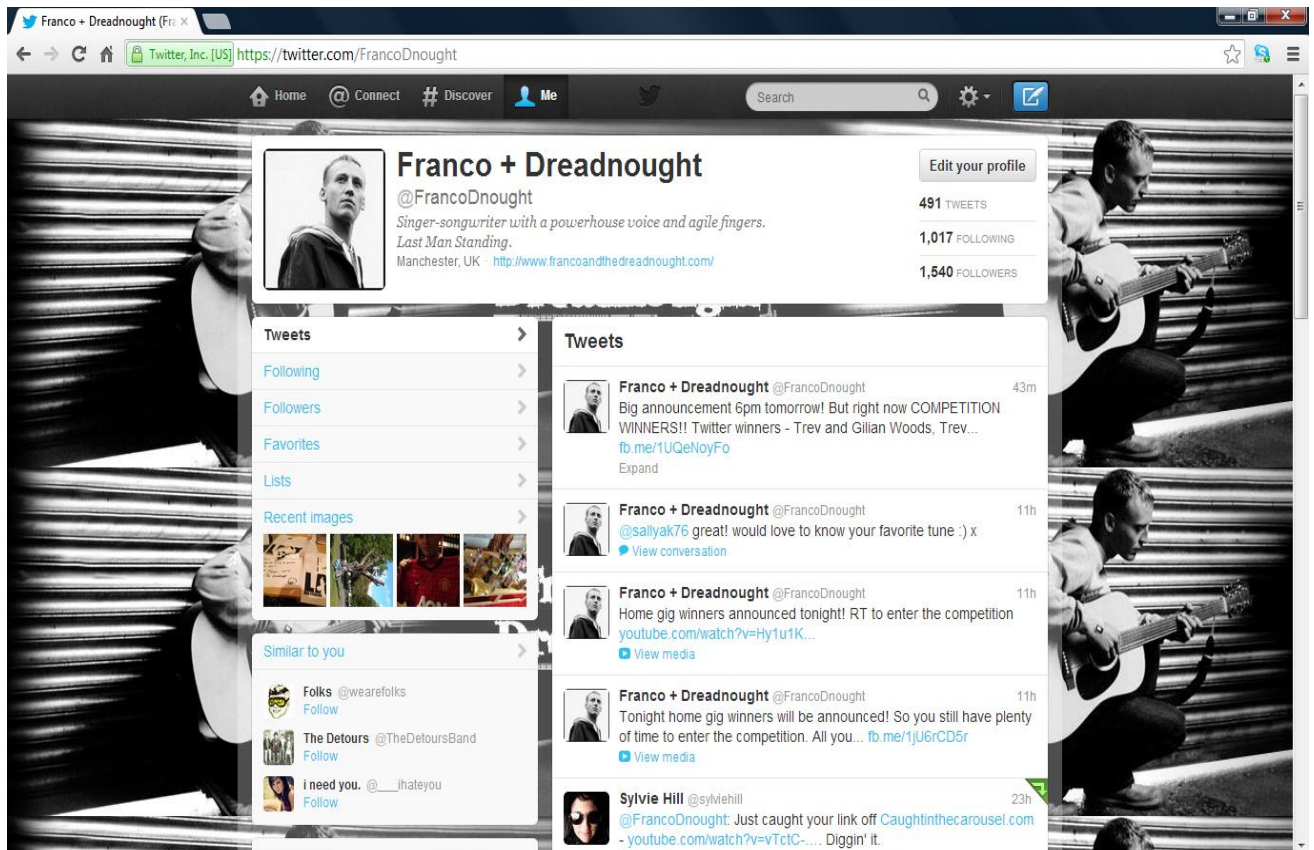 Franco + Dreadnought (Fra
Twitter, Inc. [US] https://twitter.com/FrancoDnought
Home @ Connect # Discover Me Search
Franco + Dreadnought
@FrancoDnought
Singer-songwriter with a powerhouse voice and agile fingers.
Last Man Standing.
Manchester, UK · http://www.francoandthedreadnought.com/
Edit your profile
491 TWEETS
1,017 FOLLOWING
1,540 FOLLOWERS
Tweets
Following
Followers
Favorites
Lists
Recent images
Similar to you
Folks @wearefolks
Follow
The Detours @TheDetoursBand
Follow
i need you. @___ihateyou
Follow
Tweets
Franco + Dreadnought @FrancoDnought 43m
Big announcement 6pm tomorrow! But right now COMPETITION
WINNERS!! Twitter winners - Trev and Gilian Woods, Trev...
fb.me/1UQeNoyFo
Expand
Franco + Dreadnought @FrancoDnought 11h
@sallyak76 great! would love to know your favorite tune :) x
View conversation
Franco + Dreadnought @FrancoDnought 11h
Home gig winners announced tonight! RT to enter the competition
youtube.com/watch?v=Hy1u1K...
View media
Franco + Dreadnought @FrancoDnought 11h
Tonight home gig winners will be announced! So you still have plenty
of time to enter the competition. All you... fb.me/1jU6rCD5r
View media
Sylvie Hill @sylviehill 23h
@FrancoDnought: Just caught your link off Caughtinthecarousel.com
- youtube.com/watch?v=vTctC-.... Diggin' it.